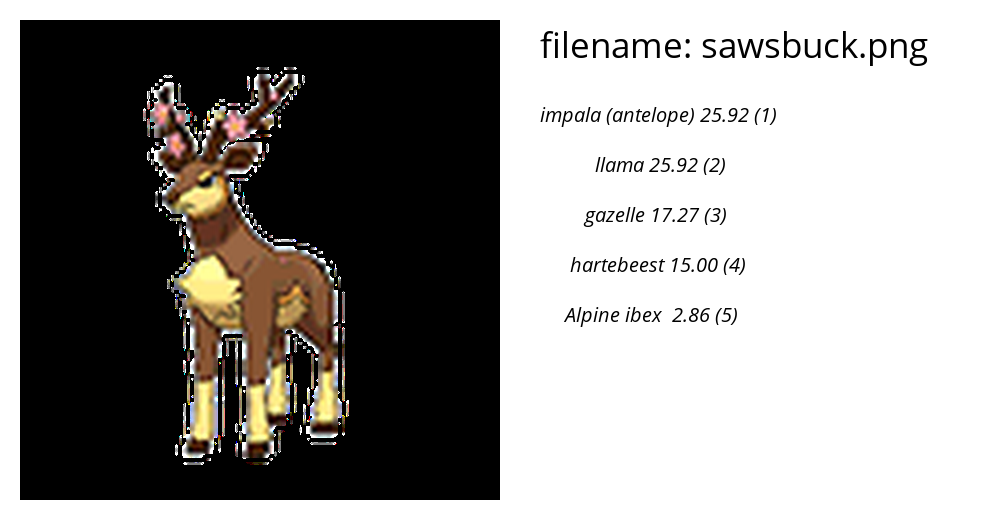 filename: sawsbuck.png
impala (antelope) 25.92 (1)
llama 25.92 (2)
gazelle 17.27 (3)
hartebeest 15.00 (4)
Alpine ibex  2.86 (5)